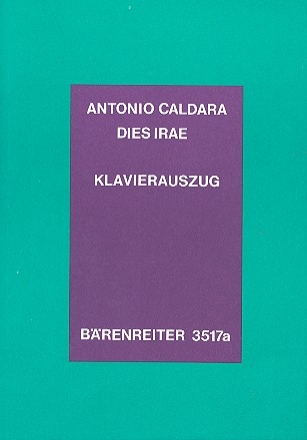 ANTONIO CALDARA
DIES IRAE
KLAVIERAUSZUG
BÄRENREITER 3517a